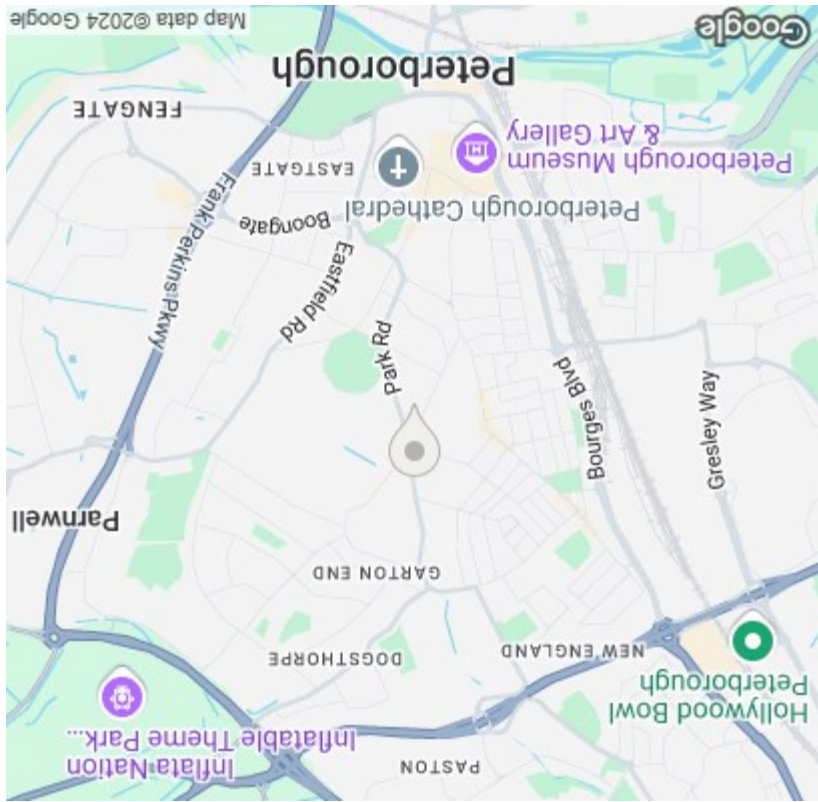 PASTON
Inflata Nation
Inflatable Theme Park...
Hollywood Bowl
Peterborough
NEW ENGLAND
DOGSTHORPE
GARTON END
Parnwell
Gresley Way
Bourges Blvd
Park Rd
Eastfield Rd
Frank Perkins Pkwy
Boongate
Peterborough Cathedral
EASTGATE
Peterborough Museum
& Art Gallery
FENGATE
Peterborough
Google
Map data ©2024 Google